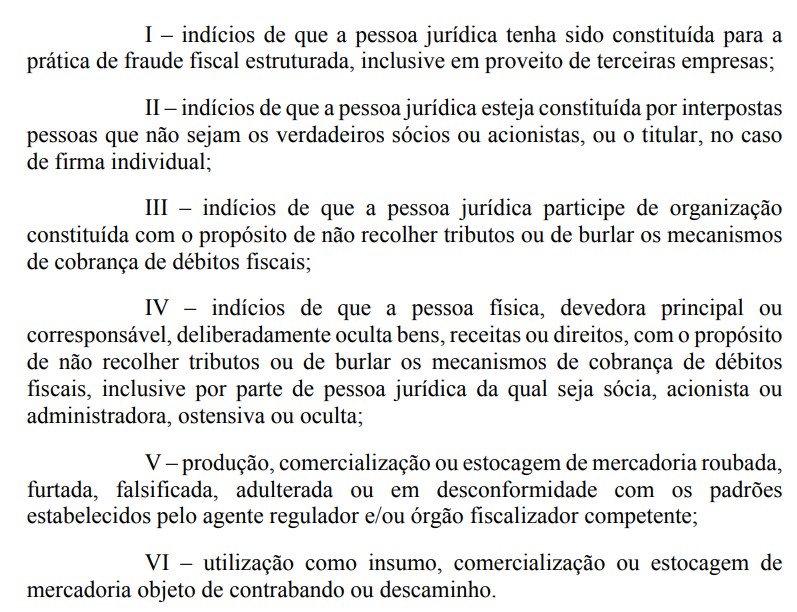 I – indícios de que a pessoa jurídica tenha sido constituída para a
prática de fraude fiscal estruturada, inclusive em proveito de terceiras empresas;
II – indícios de que a pessoa jurídica esteja constituída por interpostas
pessoas que não sejam os verdadeiros sócios ou acionistas, ou o titular, no caso
de firma individual;
III – indícios de que a pessoa jurídica participe de organização
constituída com o propósito de não recolher tributos ou de burlar os mecanismos
de cobrança de débitos fiscais;
IV – indícios de que a pessoa física, devedora principal ou
corresponsável, deliberadamente oculta bens, receitas ou direitos, com o propósito
de não recolher tributos ou de burlar os mecanismos de cobrança de débitos
fiscais, inclusive por parte de pessoa jurídica da qual seja sócia, acionista ou
administradora, ostensiva ou oculta;
V – produção, comercialização ou estocagem de mercadoria roubada,
furtada, falsificada, adulterada ou em desconformidade com os padrões
estabelecidos pelo agente regulador e/ou órgão fiscalizador competente;
VI – utilização como insumo, comercialização ou estocagem de
mercadoria objeto de contrabando ou descaminho.